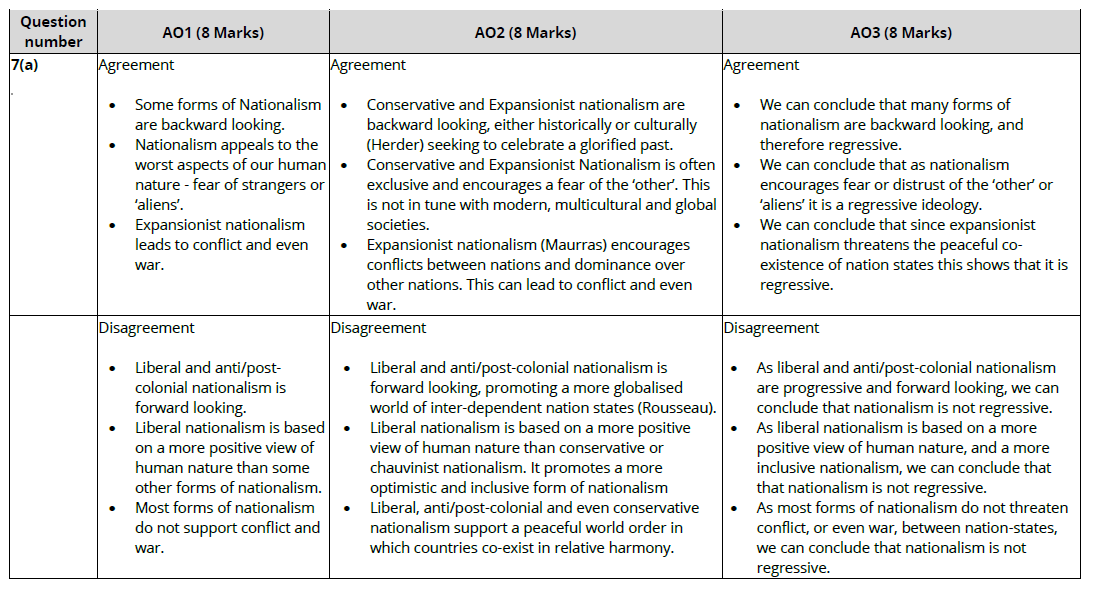 Question
number
AO1 (8 Marks)
AO2 (8 Marks)
AO3 (8 Marks)
7(a)
.
Agreement
• Some forms of Nationalism
are backward looking.
• Nationalism appeals to the
worst aspects of our human
nature - fear of strangers or
‘aliens’.
• Expansionist nationalism
leads to conflict and even
war.
Agreement
• Conservative and Expansionist nationalism are
backward looking, either historically or culturally
(Herder) seeking to celebrate a glorified past.
• Conservative and Expansionist Nationalism is often
exclusive and encourages a fear of the ‘other’. This
is not in tune with modern, multicultural and global
societies.
• Expansionist nationalism (Maurras) encourages
conflicts between nations and dominance over
other nations. This can lead to conflict and even
war.
Agreement
• We can conclude that many forms of
nationalism are backward looking, and
therefore regressive.
• We can conclude that as nationalism
encourages fear or distrust of the ‘other’ or
‘aliens’ it is a regressive ideology.
• We can conclude that since expansionist
nationalism threatens the peaceful co-
existence of nation states this shows that it is
regressive.
Disagreement
• Liberal and anti/post-
colonial nationalism is
forward looking.
• Liberal nationalism is based
on a more positive view of
human nature than some
other forms of nationalism.
• Most forms of nationalism
do not support conflict and
war.
Disagreement
• Liberal and anti/post-colonial nationalism is
forward looking, promoting a more globalised
world of inter-dependent nation states (Rousseau).
• Liberal nationalism is based on a more positive
view of human nature than conservative or
chauvinist nationalism. It promotes a more
optimistic and inclusive form of nationalism
• Liberal, anti/post-colonial and even conservative
nationalism support a peaceful world order in
which countries co-exist in relative harmony.
Disagreement
• As liberal and anti/post-colonial nationalism
are progressive and forward looking, we can
conclude that nationalism is not regressive.
• As liberal nationalism is based on a more
positive view of human nature, and a more
inclusive nationalism, we can conclude that
that nationalism is not regressive.
• As most forms of nationalism do not threaten
conflict, or even war, between nation-states,
we can conclude that nationalism is not
regressive.